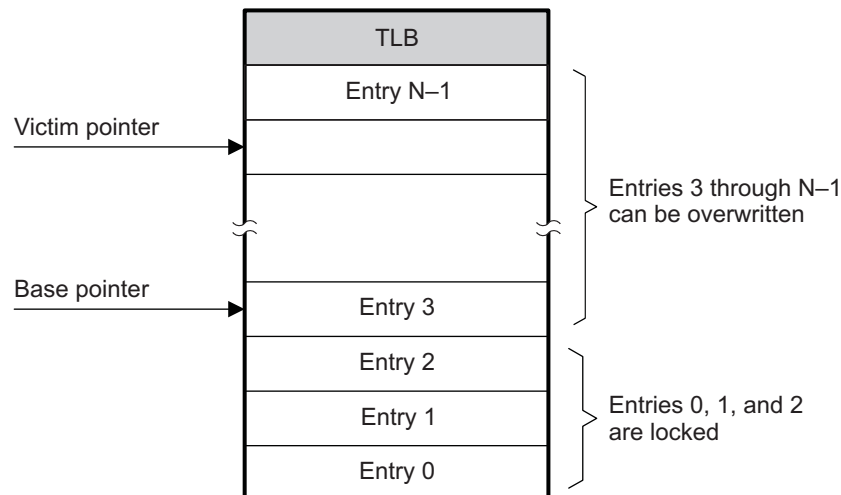 TLB
Entry N–1
Victim pointer
Entries 3 through N–1
can be overwritten
Base pointer
Entry 3
Entry 2
Entry 1
Entries 0, 1, and 2
are locked
Entry 0